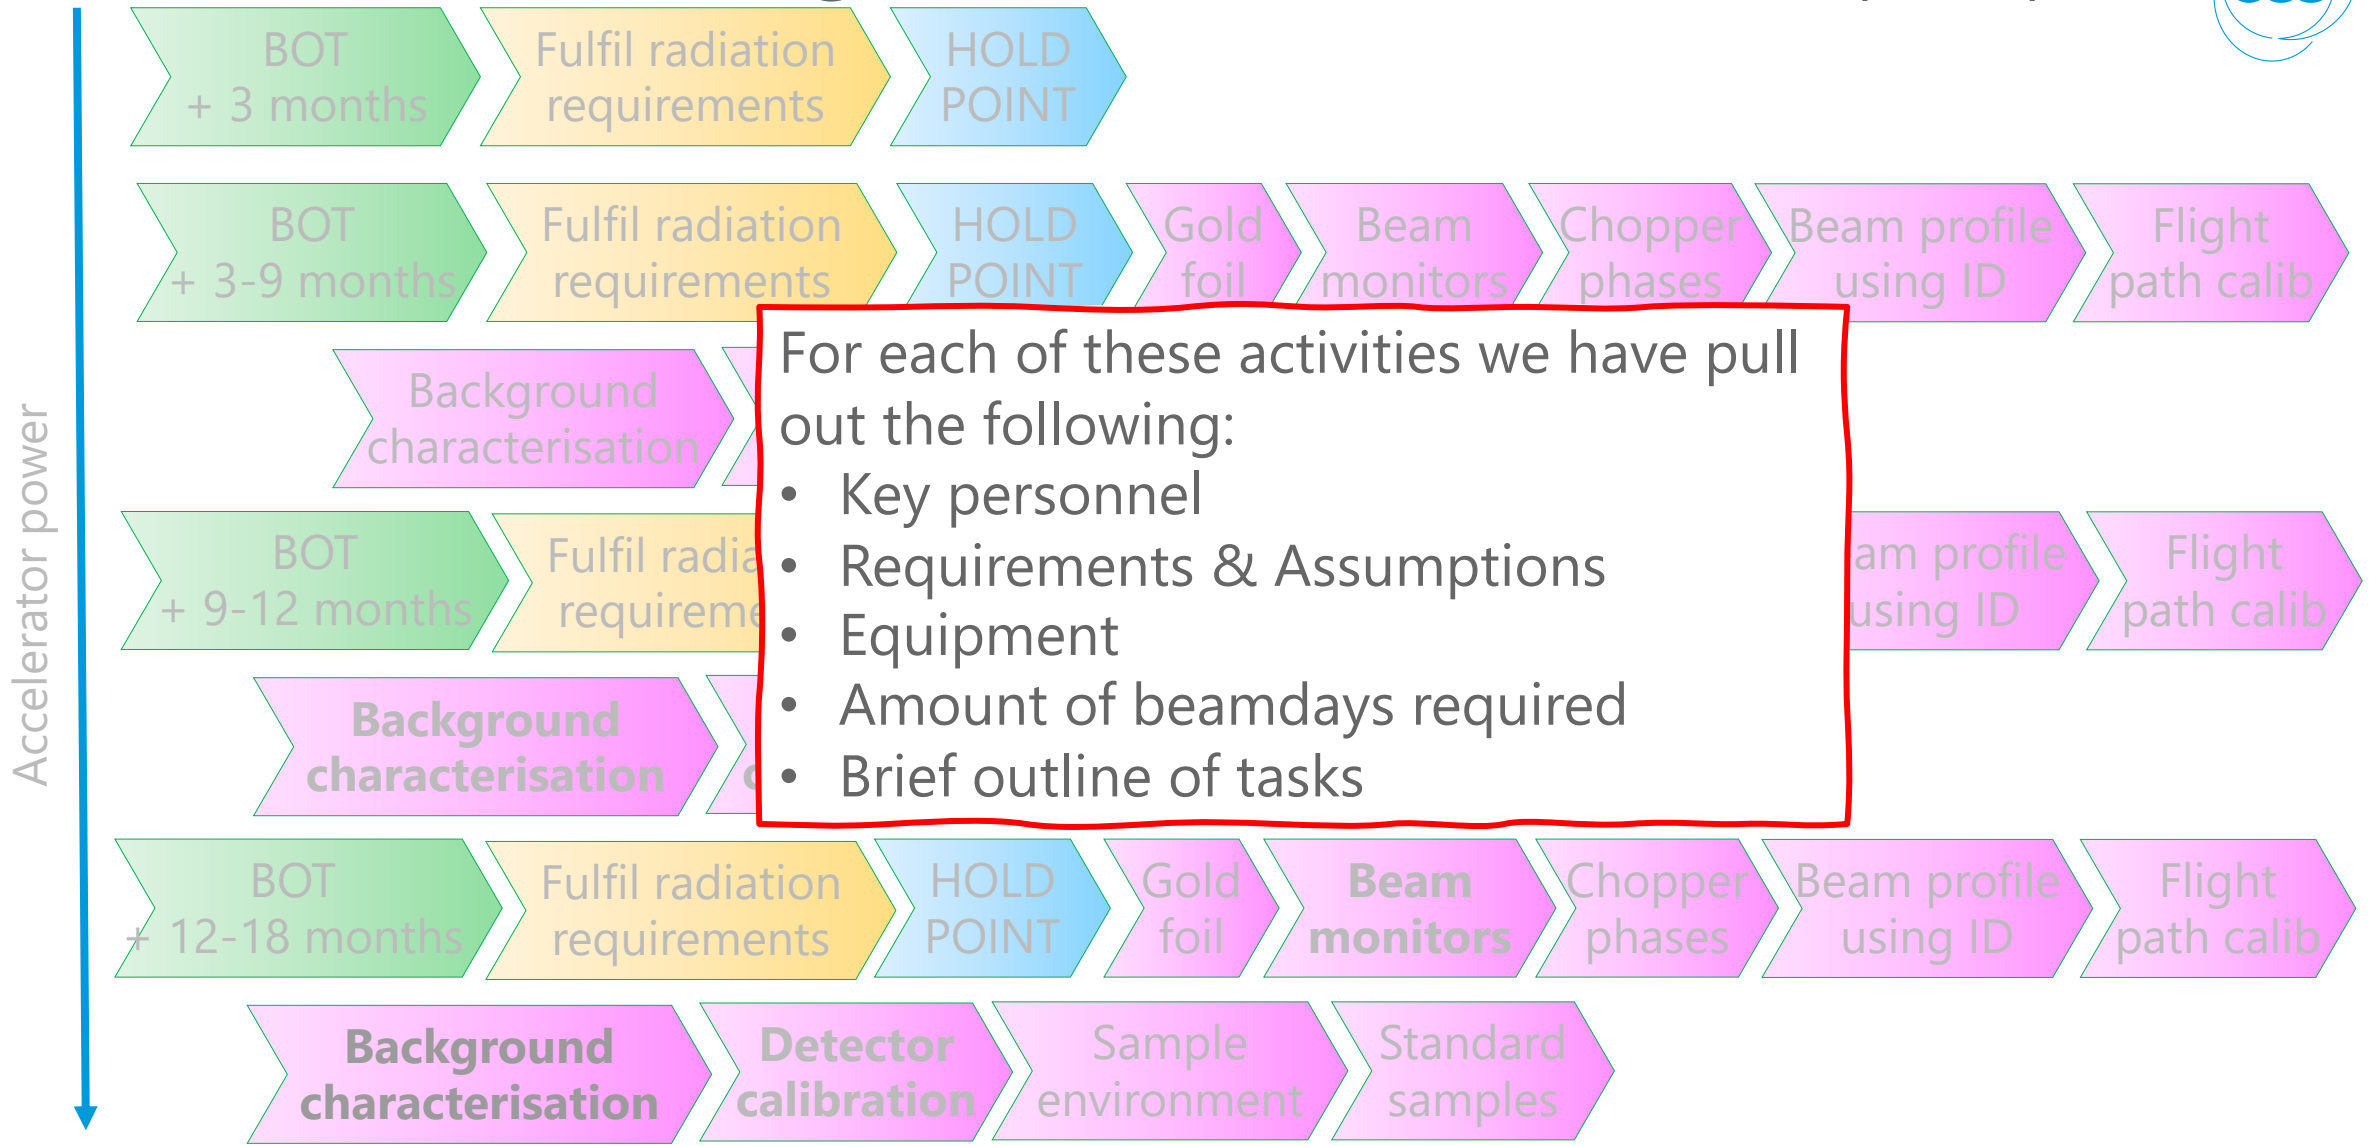 BOT
+ 3 months
Fulfil radiation
requirements
HOLD
POINT
BOT
+ 3-9 months
Fulfil radiation
requirements
HOLD
POINT
Gold
foil
Beam
monitors
Chopper
phases
Beam profile
using ID
Flight
path calib
Background
characterisation
For each of these activities we have pull
out the following:
• Key personnel
• Requirements & Assumptions
• Equipment
• Amount of beamdays required
• Brief outline of tasks
Accelerator power
BOT
+ 9-12 months
Fulfil radia
requireme
am profile
using ID
Flight
path calib
Background
characterisation
BOT
+ 12-18 months
Fulfil radiation
requirements
HOLD
POINT
Gold
foil
Beam
monitors
Chopper
phases
Beam profile
using ID
Flight
path calib
Background
characterisation
Detector
calibration
Sample
environment
Standard
samples